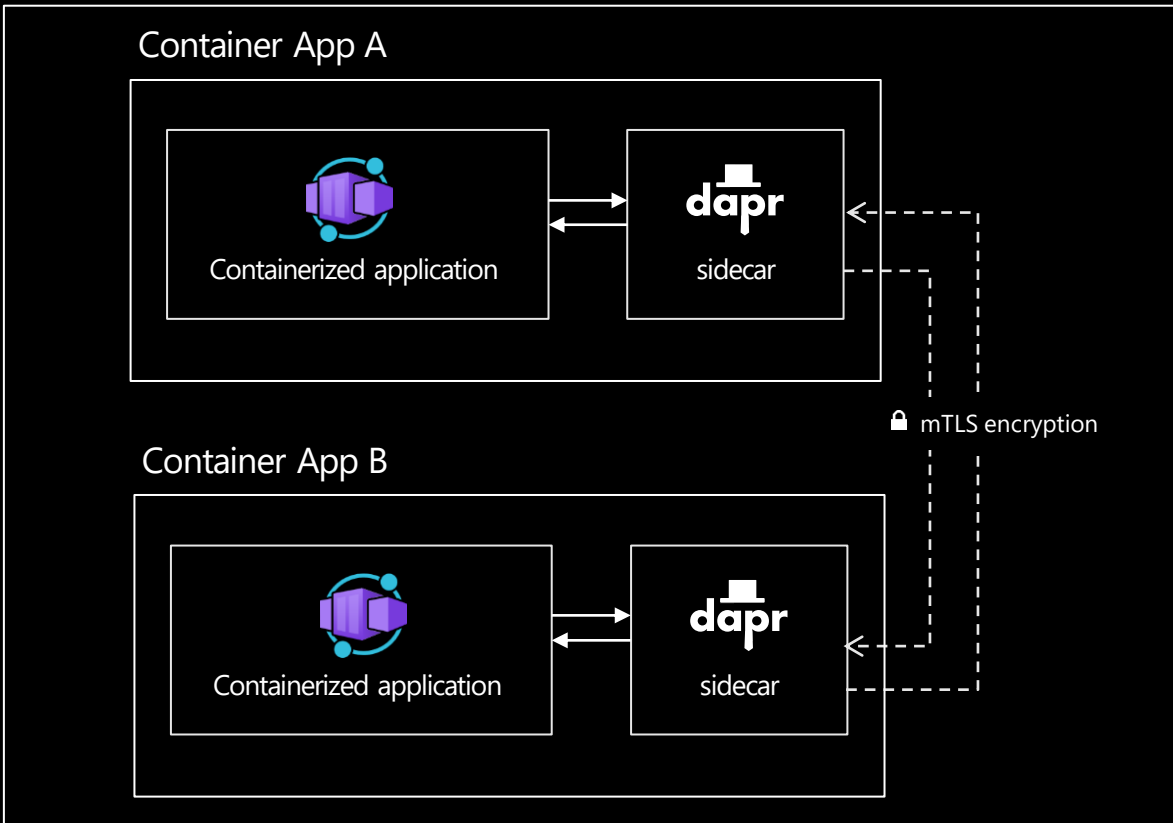 Container App A
dapr
Containerized application
sidecar
mTLS encryption
Container App B
dapr
Containerized application
sidecar